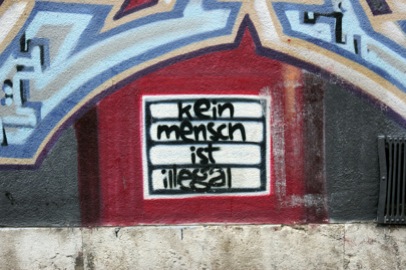 kein
mensch
ist
illegal